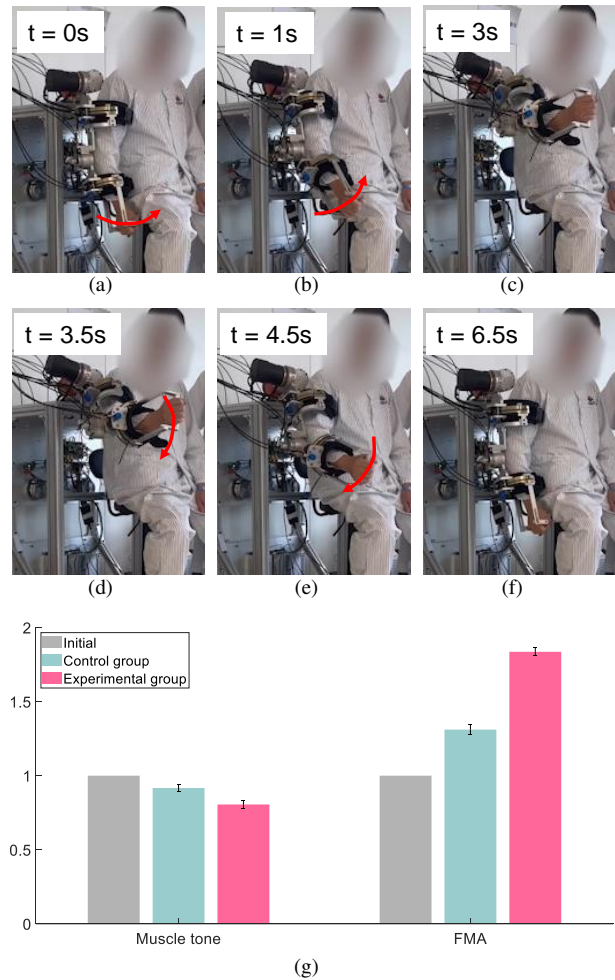 t = 0s
t = 1s
t = 3s
(a)
(b)
(c)
t = 3.5s
t = 4.5s
t = 6.5s
(d)
(e)
(f)
2
1.5
1
0.5
0
Initial
Control group
Experimental group
Muscle tone
FMA
(g)